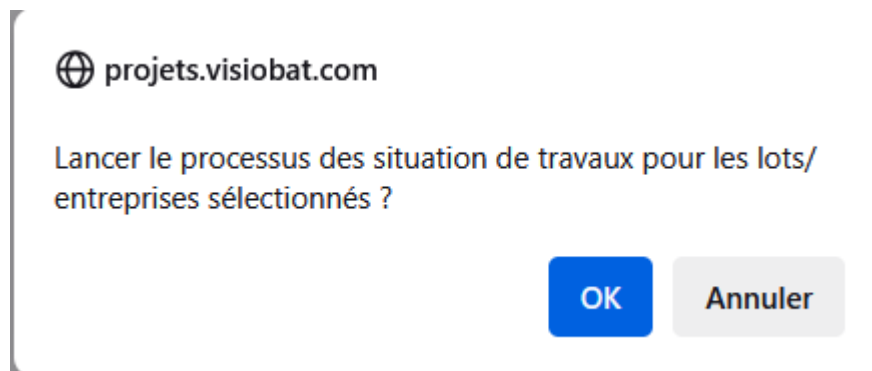 projets.visiobat.com
Lancer le processus des situation de travaux pour les lots/
entreprises sélectionnés ?
OK Annuler